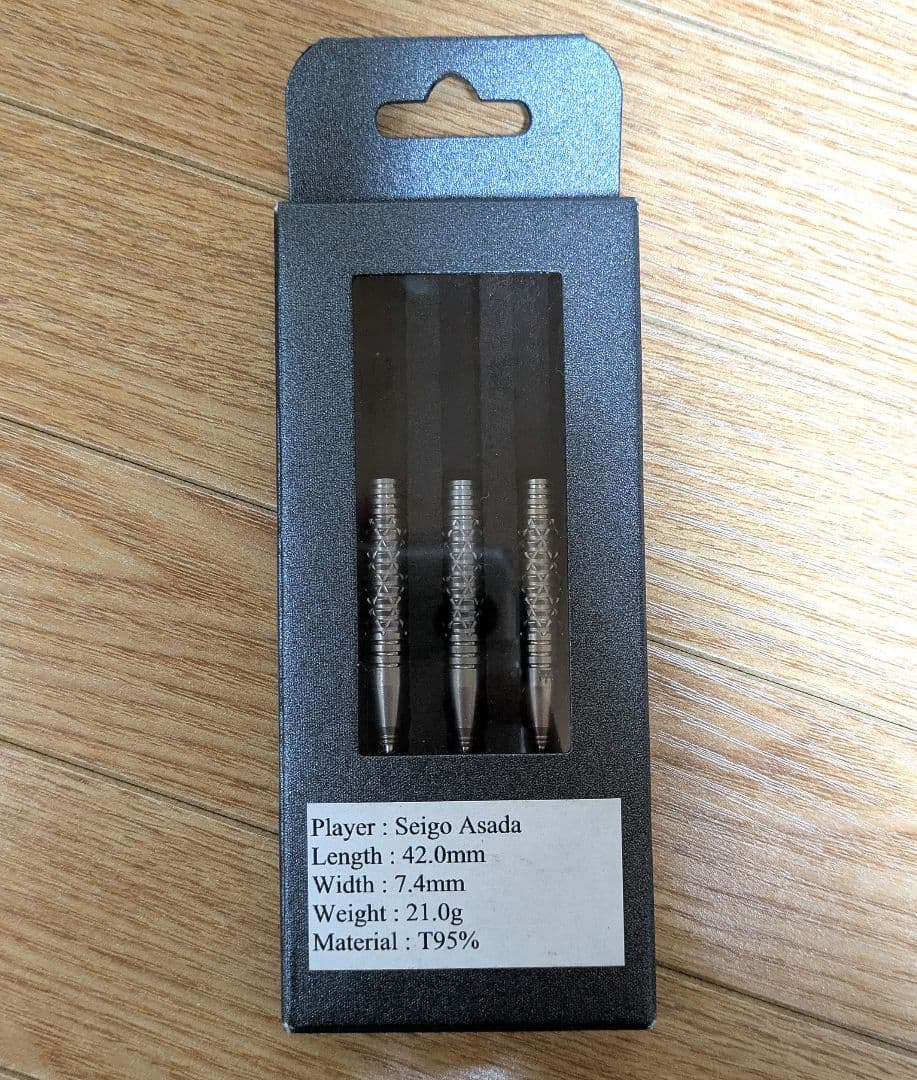 Player : Seigo Asada
Length : 42.0mm
Width : 7.4mm
Weight : 21.0g
Material : T95%